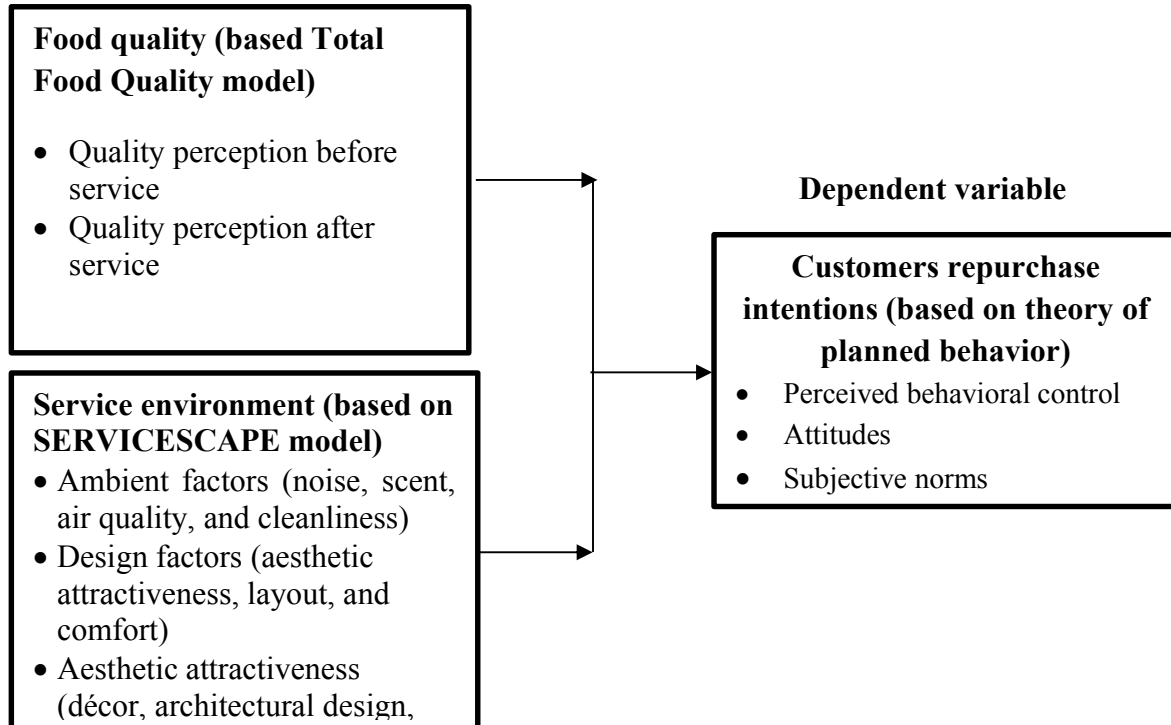 Food quality (based Total
Food Quality model)
• Quality perception before
service
• Quality perception after
service
Service environment (based on
SERVICESCAPE model)
• Ambient factors (noise, scent,
air quality, and cleanliness)
• Design factors (aesthetic
attractiveness, layout, and
comfort)
• Aesthetic attractiveness
(décor, architectural design,
Dependent variable
Customers repurchase
intentions (based on theory of
planned behavior)
• Perceived behavioral control
• Attitudes
• Subjective norms